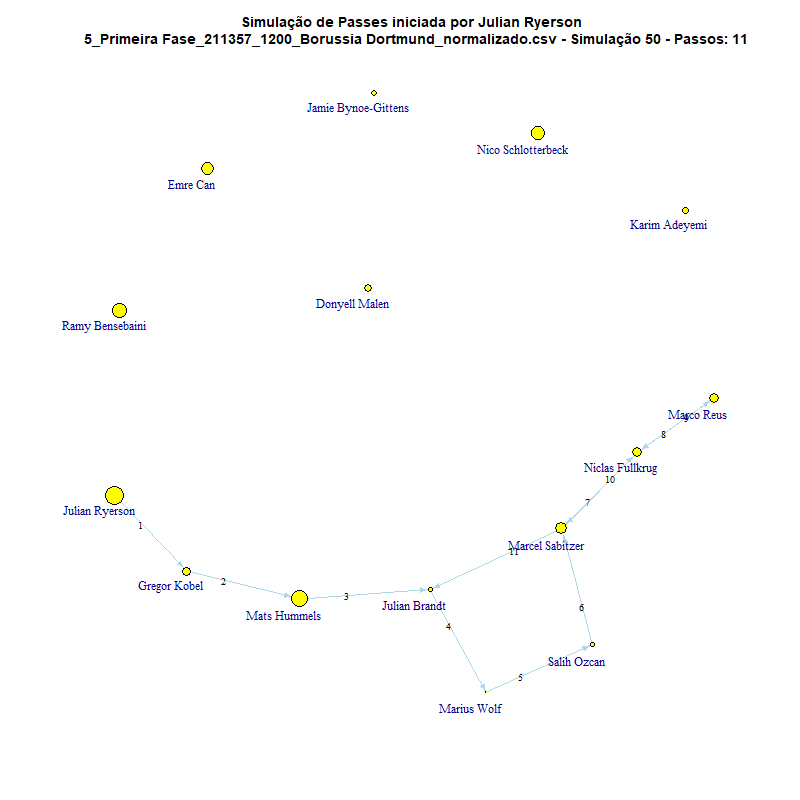 Simulação de Passes iniciada por Julian Ryerson
5_Primeira Fase_211357_1200_Borussia Dortmund_normalizado.csv - Simulação 50 - Passos: 11
Jamie Bynoe-Gittens
Nico Schlotterbeck
Emre Can
Karim Adeyemi
Donyell Malen
Ramy Bensebaini
Marco Reus
9
8
Niclas Fullkrug
10
7
Julian Ryerson
1
Marcel Sabitzer
11
Gregor Kobel
2
Mats Hummels
3
Julian Brandt
6
4
Salih Ozcan
5
Marius Wolf